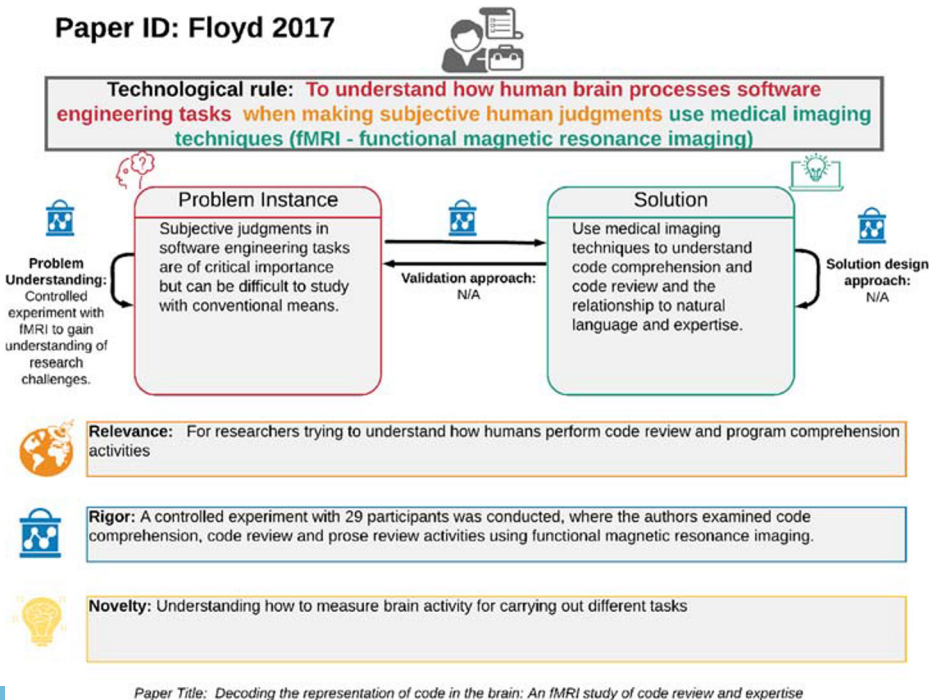 Paper ID: Floyd 2017
Technological rule: To understand how human brain processes software
engineering tasks when making subjective human judgments use medical imaging
techniques (fMRI - functional magnetic resonance imaging)
Problem
Understanding:
Controlled
experiment with
fMRI to gain
understanding of
research
challenges.
Problem Instance
Subjective judgments in
software engineering tasks
are of critical importance
but can be difficult to study
with conventional means.
Validation approach:
N/A
Solution
Use medical imaging
techniques to understand
code comprehension and
code review and the
relationship to natural
language and expertise.
Solution design
approach:
N/A
Relevance: For researchers trying to understand how humans perform code review and program comprehension
activities
Rigor: A controlled experiment with 29 participants was conducted, where the authors examined code
comprehension, code review and prose review activities using functional magnetic resonance imaging.
Novelty: Understanding how to measure brain activity for carrying out different tasks
Paper Title: Decoding the representation of code in the brain: An fMRI study of code review and expertise